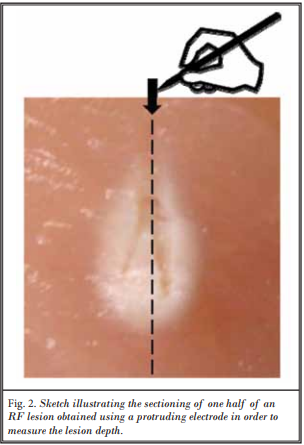 Fig. 2. Sketch illustrating the sectioning of one half of an
RF lesion obtained using a protruding electrode in order to
measure the lesion depth.